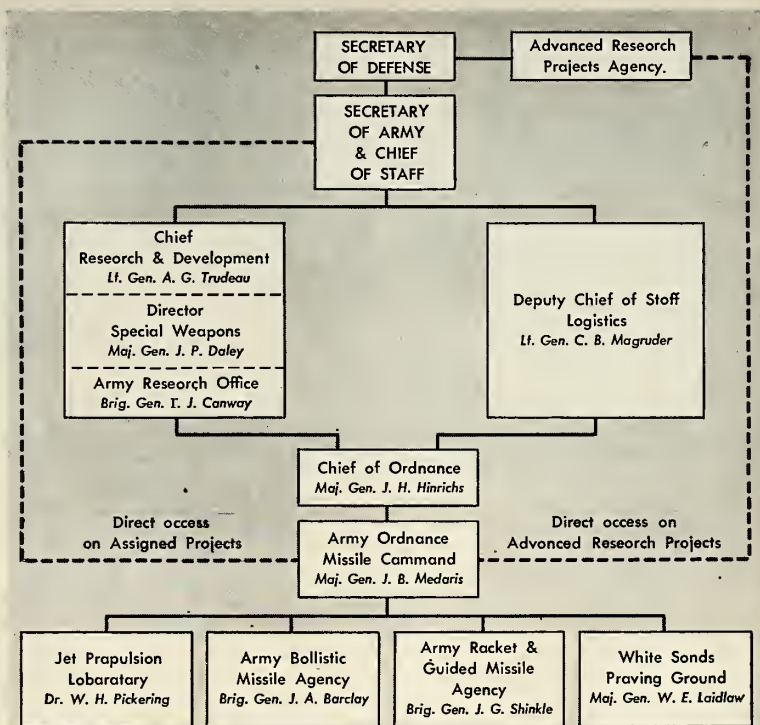 SECRETARY
OF DEFENSE
Advanced Research
Prajects Agency.
SECRETARY
OF ARMY
& CHIEF
OF STAFF
Chief
Research & Development
Lt. Gen. A. G. Trudeau
Director
Special Weapons
Maj. Gen. J. P. Daley
Army Research Office
Brig. Gen. T. J. Canway
Deputy Chief of Stoff
Logistics
Lt. Gen. C. B. Magruder
Chief of Ordnance
Maj. Gen. J. H. Hinrichs
Direct occess
on Assigned Projects
Army Ordnance
Missile Cammand
Maj. Gen. J. B. Medaris
Direct access on
Advonced Research Projects
Jet Prapulsion
Lobaratary
Dr. W. H. Pickering
Army Bollistic
Missile Agency
Brig. Gen. J. A. Barclay
Army Racket &
Guided Missile
Agency
Brig. Gen. J. G. Shinkle
White Sonds
Praving Ground
Maj. Gen. W. E. Laidlaw